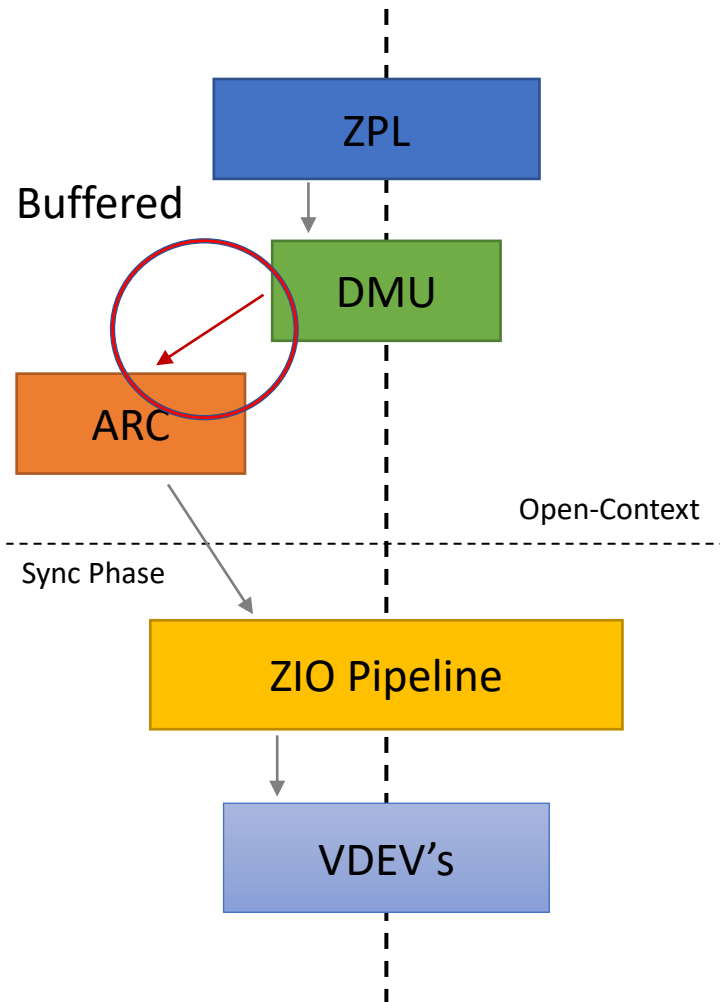 ZPL
Buffered
DMU
ARC
Open-Context
Sync Phase
ZIO Pipeline
VDEV's